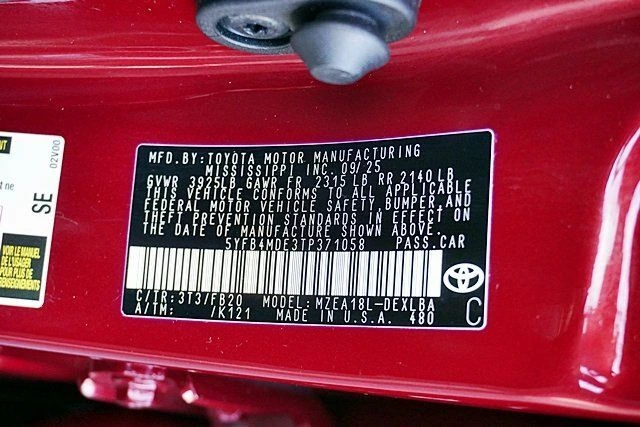 MFD.BY:TOYOTA MOTOR MANUFACTURING
MISSISSIPPI INC. 09/25
GVWR 3925LB GAWR FR 2315 LB RR 2140LB
THIS VEHICLE CONFORMS TO ALL APPLICABLE
FEDERAL MOTOR VEHICLE SAFETY,BUMPER,AND
THEFT PREVENTION STANDARDS IN EFFECT ON
THE DATE OF MANUFACTURE SHOWN ABOVE.
5YFB4MDE3TP371058 PASS.CAR
C/TR:3T3/FB20 MODEL:MZEA18L-DEXLBA
A/TM: /K121 MADE IN U.S.A. 480 C
02V00
SE
VOIR LE MANUEL
DE L'USAGER
POUR PLUS DE
RENSEIGNEMENTS